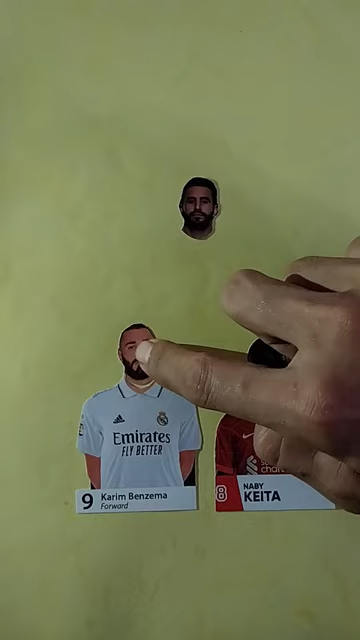 Emirates
FLY BETTER
9 Karim Benzema
Forward
8 NABY
KEITA